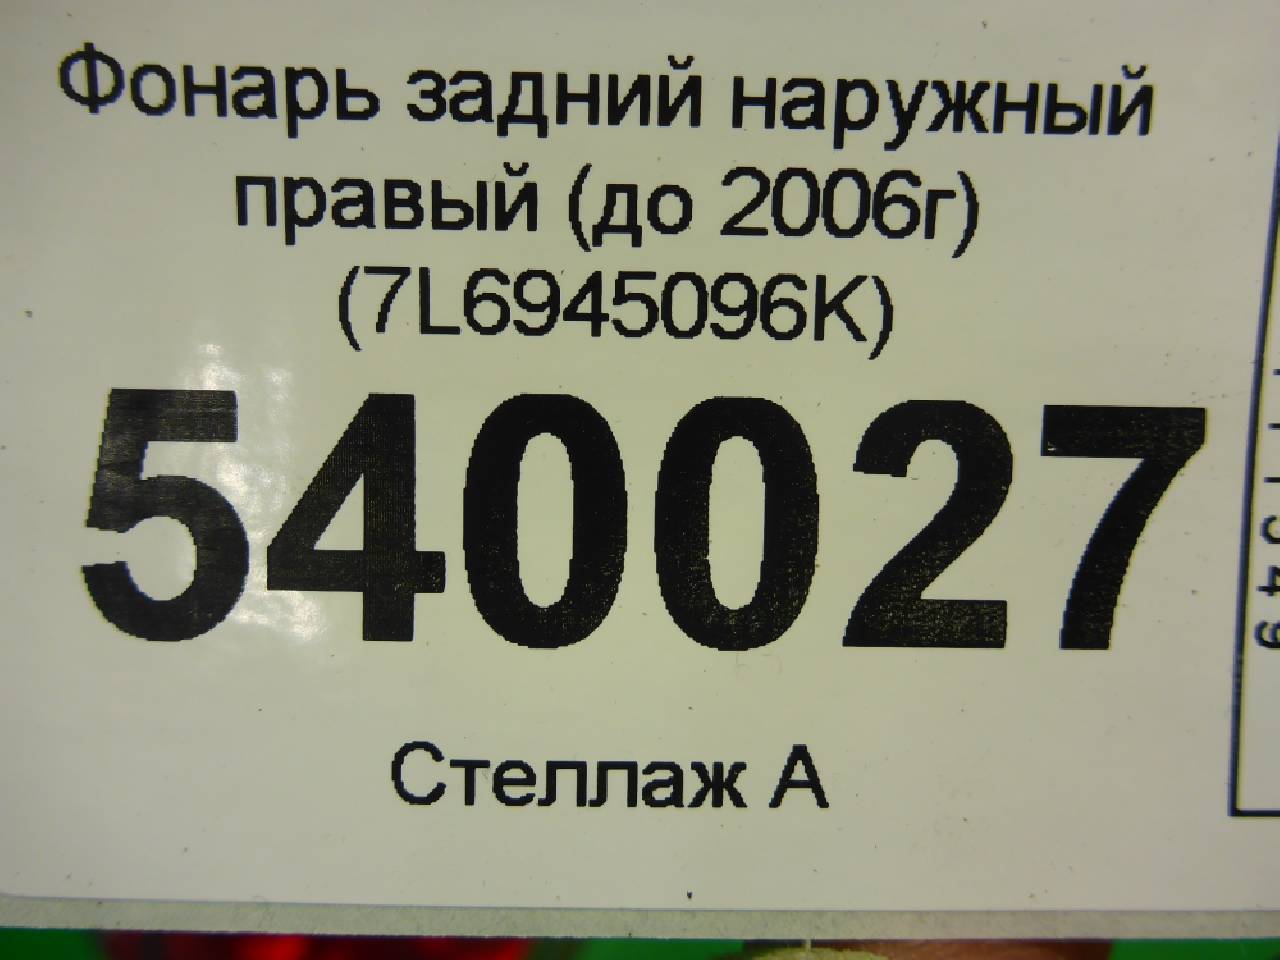 Фонарь задний наружный
правый (до 2006г)
(7L6945096K)
540027
Стеллаж А